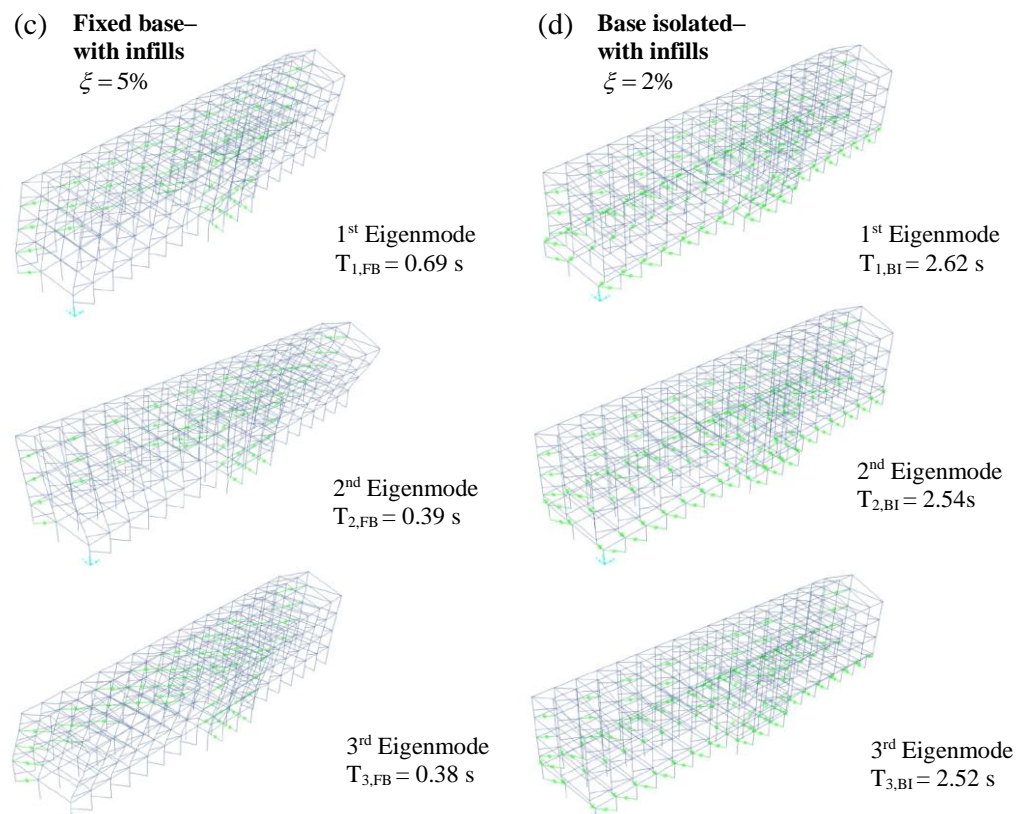 (c) Fixed base–
with infills
ξ = 5%
1st Eigenmode
T1,FB = 0.69 s
2nd Eigenmode
T2,FB = 0.39 s
3rd Eigenmode
T3,FB = 0.38 s
(d) Base isolated–
with infills
ξ = 2%
1st Eigenmode
T1,BI = 2.62 s
2nd Eigenmode
T2,BI = 2.54s
3rd Eigenmode
T3,BI = 2.52 s